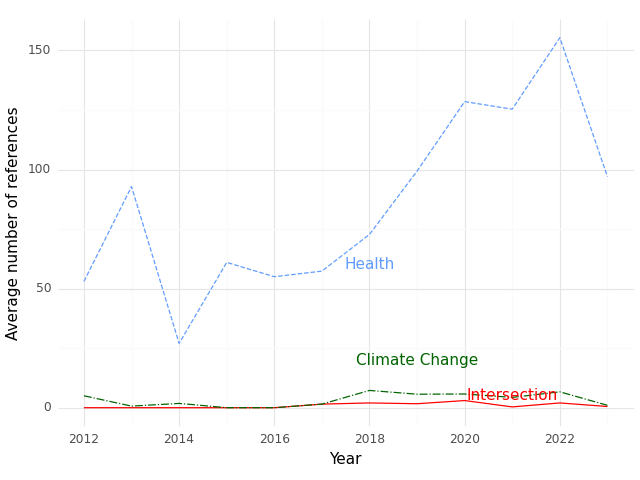 150
100
50
0
Average number of references
Health
Climate Change
Intersection
2012 2014 2016 2018 2020 2022
Year